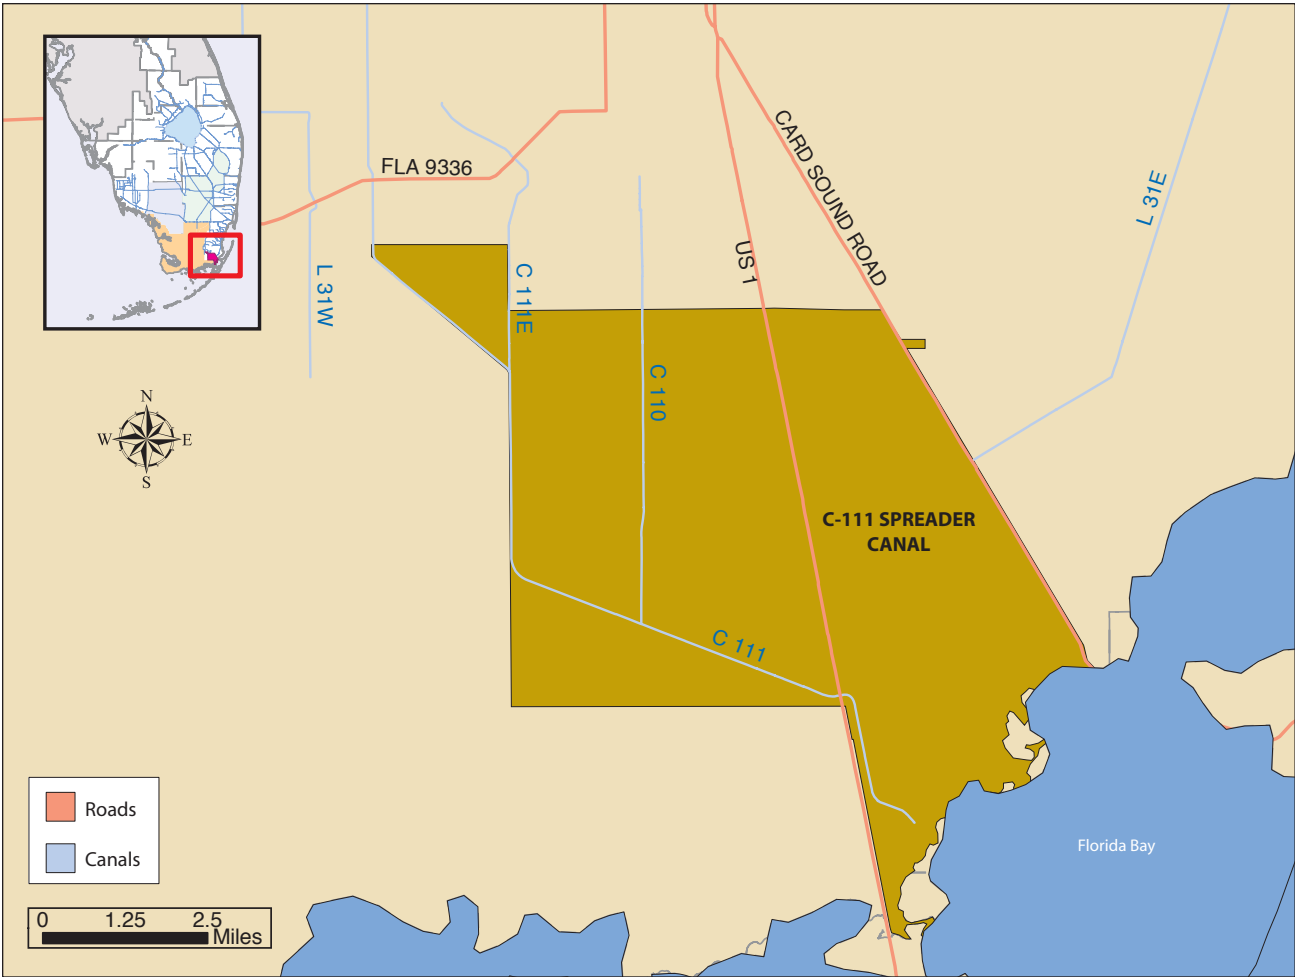 FLA 9336
CARD SOUND ROAD
L 31E
US 1
L 31W
C 111E
C 110
N
W E
S
C-111 SPREADER
CANAL
C 111
Roads
Canals
Florida Bay
0 1.25 2.5
Miles